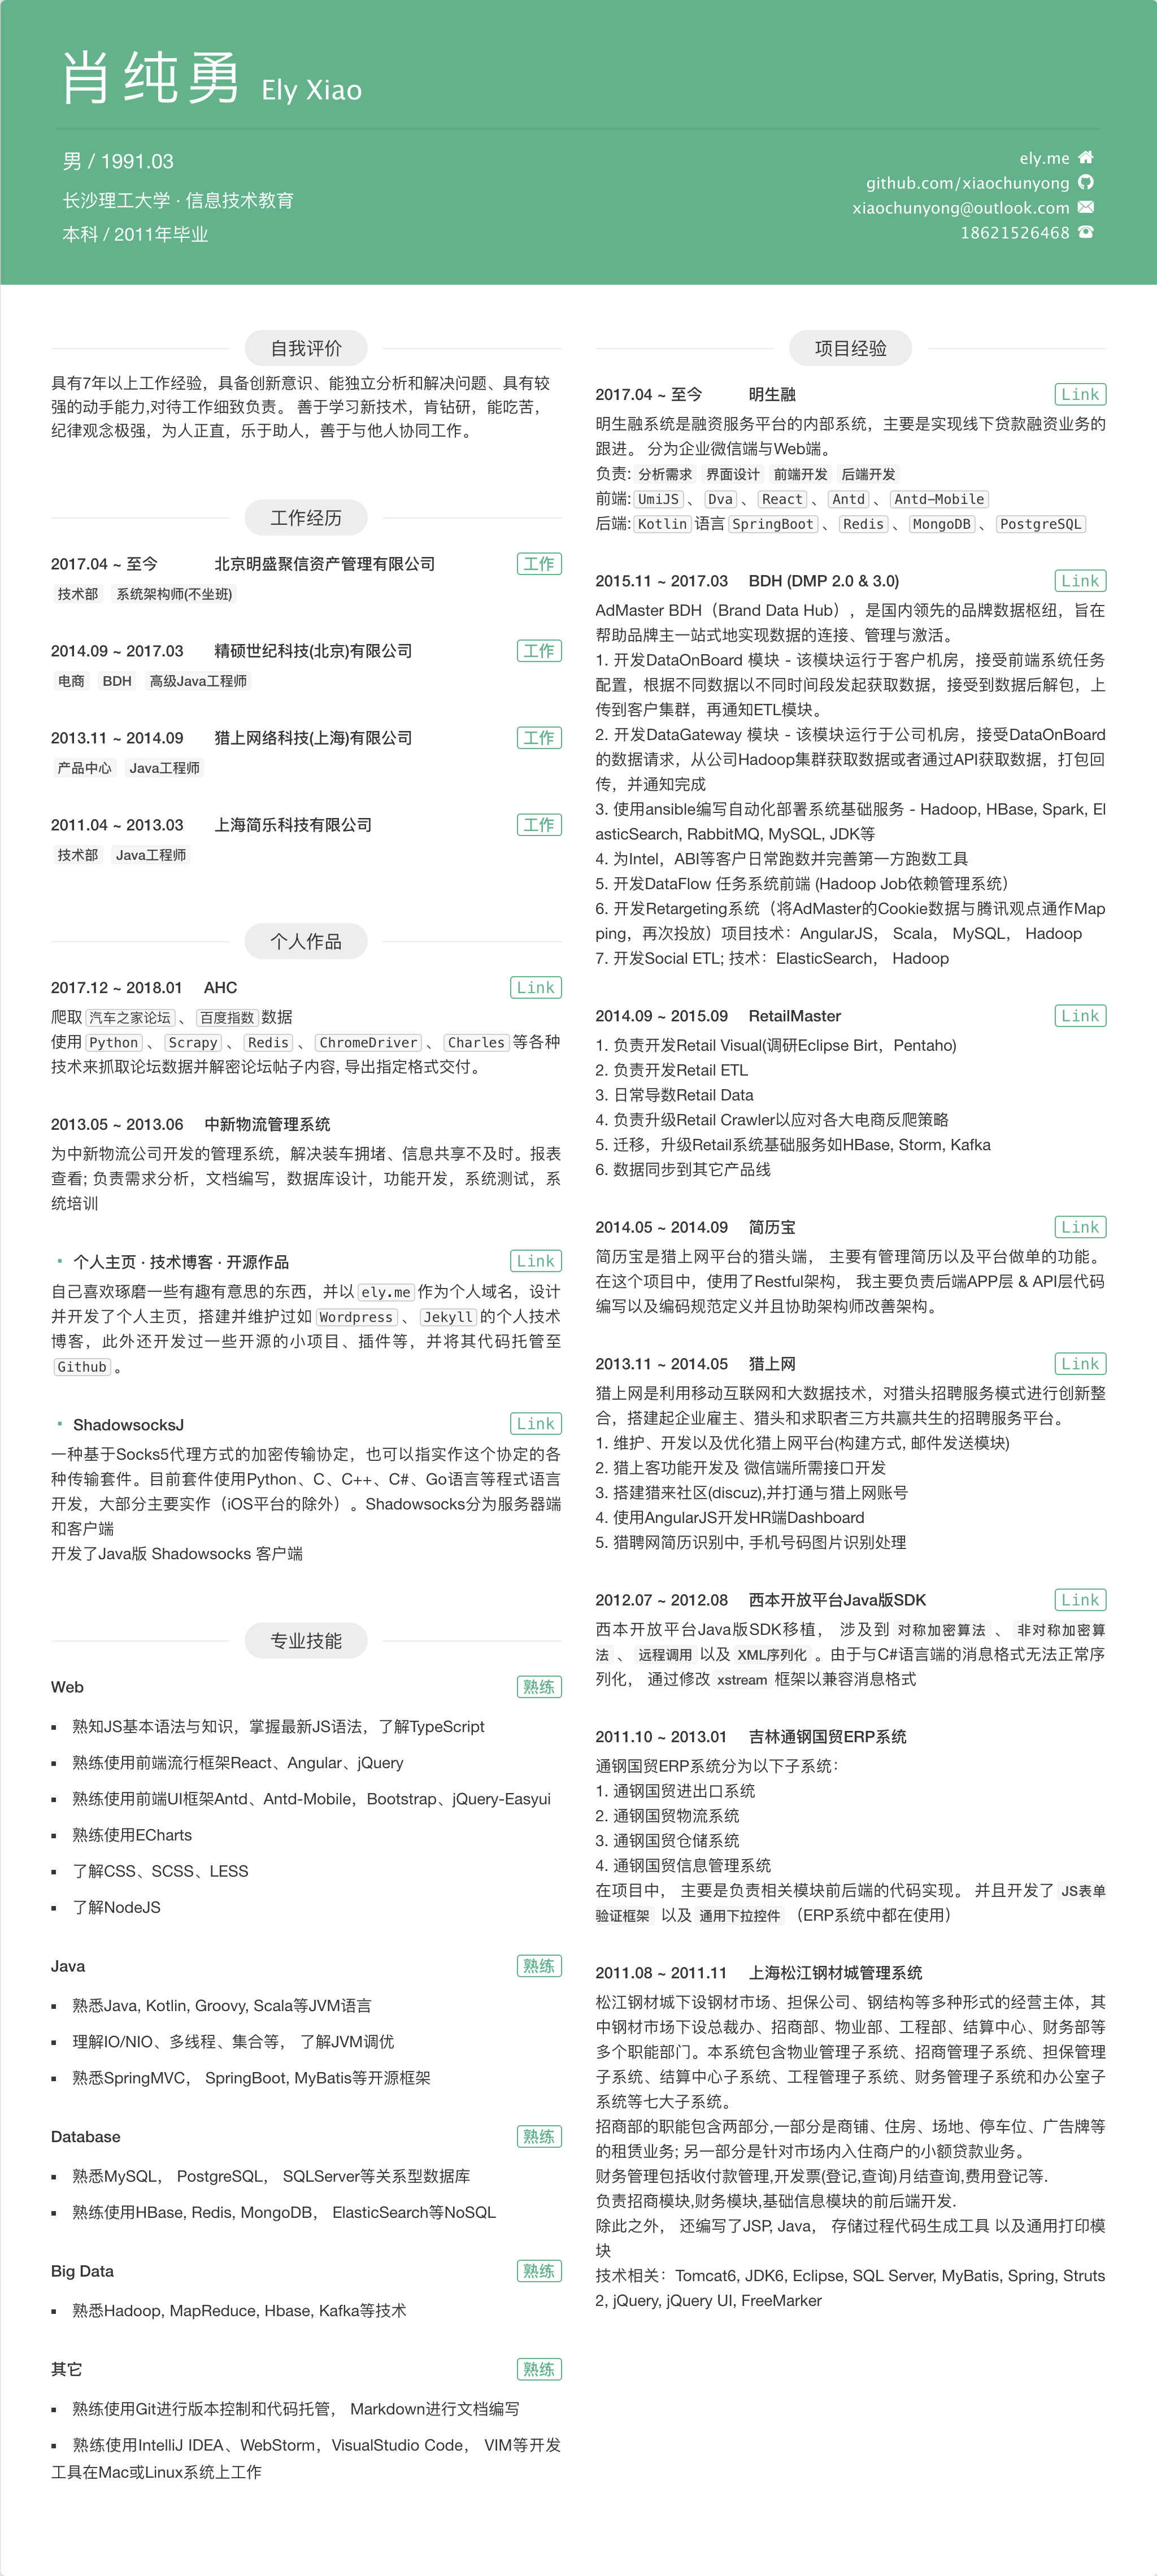 肖纯勇 Ely Xiao
男 / 1991.03
长沙理工大学 · 信息技术教育
本科 / 2011年毕业
ely.me
github.com/xiaochunyong
xiaochunyong@outlook.com
18621526468
自我评价
具有7年以上工作经验，具备创新意识、能独立分析和解决问题、具有较
强的动手能力,对待工作细致负责。 善于学习新技术，肯钻研，能吃苦，
纪律观念极强，为人正直，乐于助人，善于与他人协同工作。
工作经历
2017.04 ~ 至今 北京明盛聚信资产管理有限公司 工作
技术部 系统架构师(不坐班)
2014.09 ~ 2017.03 精硕世纪科技(北京)有限公司 工作
电商 BDH 高级Java工程师
2013.11 ~ 2014.09 猎上网络科技(上海)有限公司 工作
产品中心 Java工程师
2011.04 ~ 2013.03 上海简乐科技有限公司 工作
技术部 Java工程师
个人作品
2017.12 ~ 2018.01 AHC Link
爬取 汽车之家论坛 、 百度指数 数据
使用 Python 、 Scrapy 、 Redis 、 ChromeDriver 、 Charles 等各种
技术来抓取论坛数据并解密论坛帖子内容, 导出指定格式交付。
2013.05 ~ 2013.06 中新物流管理系统
为中新物流公司开发的管理系统，解决装车拥堵、信息共享不及时。报表
查看; 负责需求分析，文档编写，数据库设计，功能开发，系统测试，系
统培训
· 个人主页 · 技术博客 · 开源作品 Link
自己喜欢琢磨一些有趣有意思的东西，并以 ely.me 作为个人域名，设计
并开发了个人主页，搭建并维护过如 Wordpress 、 Jekyll 的个人技术
博客，此外还开发过一些开源的小项目、插件等，并将其代码托管至
Github 。
· ShadowsocksJ Link
一种基于Socks5代理方式的加密传输协定，也可以指实作这个协定的各
种传输套件。目前套件使用Python、C、C++、C#、Go语言等程式语言
开发，大部分主要实作（iOS平台的除外）。Shadowsocks分为服务器端
和客户端
开发了Java版 Shadowsocks 客户端
专业技能
Web 熟练
▪ 熟知JS基本语法与知识，掌握最新JS语法，了解TypeScript
▪ 熟练使用前端流行框架React、Angular、jQuery
▪ 熟练使用前端UI框架Antd、Antd-Mobile，Bootstrap、jQuery-Easyui
▪ 熟练使用ECharts
▪ 了解CSS、SCSS、LESS
▪ 了解NodeJS
Java 熟练
▪ 熟悉Java, Kotlin, Groovy, Scala等JVM语言
▪ 理解IO/NIO、多线程、集合等， 了解JVM调优
▪ 熟悉SpringMVC， SpringBoot, MyBatis等开源框架
Database 熟练
▪ 熟悉MySQL， PostgreSQL， SQLServer等关系型数据库
▪ 熟练使用HBase, Redis, MongoDB， ElasticSearch等NoSQL
Big Data 熟练
▪ 熟悉Hadoop, MapReduce, Hbase, Kafka等技术
其它 熟练
▪ 熟练使用Git进行版本控制和代码托管， Markdown进行文档编写
▪ 熟练使用IntelliJ IDEA、WebStorm，VisualStudio Code， VIM等开发
工具在Mac或Linux系统上工作
项目经验
2017.04 ~ 至今 明生融 Link
明生融系统是融资服务平台的内部系统，主要是实现线下贷款融资业务的
跟进。 分为企业微信端与Web端。
负责: 分析需求 界面设计 前端开发 后端开发
前端: UmiJS 、 Dva 、 React 、 Antd 、 Antd-Mobile
后端: Kotlin 语言 SpringBoot 、 Redis 、 MongoDB 、 PostgreSQL
2015.11 ~ 2017.03 BDH (DMP 2.0 & 3.0) Link
AdMaster BDH（Brand Data Hub），是国内领先的品牌数据枢纽，旨在
帮助品牌主一站式地实现数据的连接、管理与激活。
1. 开发DataOnBoard 模块 - 该模块运行于客户机房，接受前端系统任务
配置，根据不同数据以不同时间段发起获取数据，接受到数据后解包，上
传到客户集群，再通知ETL模块。
2. 开发DataGateway 模块 - 该模块运行于公司机房，接受DataOnBoard
的数据请求，从公司Hadoop集群获取数据或者通过API获取数据，打包回
传，并通知完成
3. 使用ansible编写自动化部署系统基础服务 - Hadoop, HBase, Spark, El
asticSearch, RabbitMQ, MySQL, JDK等
4. 为Intel，ABI等客户日常跑数并完善第一方跑数工具
5. 开发DataFlow 任务系统前端 (Hadoop Job依赖管理系统）
6. 开发Retargeting系统（将AdMaster的Cookie数据与腾讯观点通作Map
ping，再次投放）项目技术：AngularJS， Scala， MySQL， Hadoop
7. 开发Social ETL; 技术：ElasticSearch， Hadoop
2014.09 ~ 2015.09 RetailMaster Link
1. 负责开发Retail Visual(调研Eclipse Birt，Pentaho)
2. 负责开发Retail ETL
3. 日常导数Retail Data
4. 负责升级Retail Crawler以应对各大电商反爬策略
5. 迁移，升级Retail系统基础服务如HBase, Storm, Kafka
6. 数据同步到其它产品线
2014.05 ~ 2014.09 简历宝 Link
简历宝是猎上网平台的猎头端， 主要有管理简历以及平台做单的功能。
在这个项目中，使用了Restful架构， 我主要负责后端APP层 & API层代码
编写以及编码规范定义并且协助架构师改善架构。
2013.11 ~ 2014.05 猎上网 Link
猎上网是利用移动互联网和大数据技术，对猎头招聘服务模式进行创新整
合，搭建起企业雇主、猎头和求职者三方共赢共生的招聘服务平台。
1. 维护、开发以及优化猎上网平台(构建方式, 邮件发送模块)
2. 猎上客功能开发及 微信端所需接口开发
3. 搭建猎来社区(discuz),并打通与猎上网账号
4. 使用AngularJS开发HR端Dashboard
5. 猎聘网简历识别中, 手机号码图片识别处理
2012.07 ~ 2012.08 西本开放平台Java版SDK Link
西本开放平台Java版SDK移植， 涉及到 对称加密算法 、 非对称加密算
法 、 远程调用 以及 XML序列化 。由于与C#语言端的消息格式无法正常序
列化， 通过修改 xstream 框架以兼容消息格式
2011.10 ~ 2013.01 吉林通钢国贸ERP系统
通钢国贸ERP系统分为以下子系统：
1. 通钢国贸进出口系统
2. 通钢国贸物流系统
3. 通钢国贸仓储系统
4. 通钢国贸信息管理系统
在项目中， 主要是负责相关模块前后端的代码实现。 并且开发了 JS表单
验证框架 以及 通用下拉控件 （ERP系统中都在使用）
2011.08 ~ 2011.11 上海松江钢材城管理系统
松江钢材城下设钢材市场、担保公司、钢结构等多种形式的经营主体，其
中钢材市场下设总裁办、招商部、物业部、工程部、结算中心、财务部等
多个职能部门。本系统包含物业管理子系统、招商管理子系统、担保管理
子系统、结算中心子系统、工程管理子系统、财务管理子系统和办公室子
系统等七大子系统。
招商部的职能包含两部分,一部分是商铺、住房、场地、停车位、广告牌等
的租赁业务; 另一部分是针对市场内入住商户的小额贷款业务。
财务管理包括收付款管理,开发票(登记,查询)月结查询,费用登记等.
负责招商模块,财务模块,基础信息模块的前后端开发.
除此之外， 还编写了JSP, Java， 存储过程代码生成工具 以及通用打印模
块
技术相关：Tomcat6, JDK6, Eclipse, SQL Server, MyBatis, Spring, Struts
2, jQuery, jQuery UI, FreeMarker